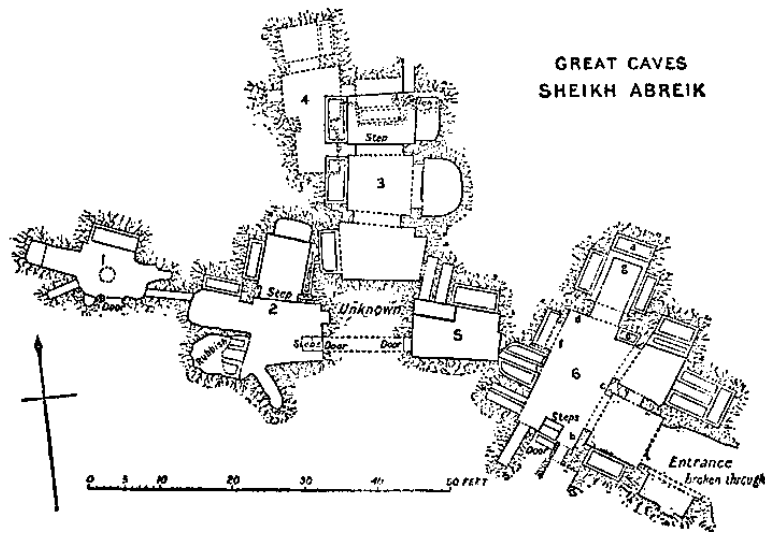 GREAT CAVES
SHEIKH ABREIK
4
Step
3
1
Door
Step
2
Unknown
Rubbish
Door
Door
5
a
g
d
f
6
c
Steps
b
Door
Entrance
broken through
0 5 10 20 30 40 50 FEET